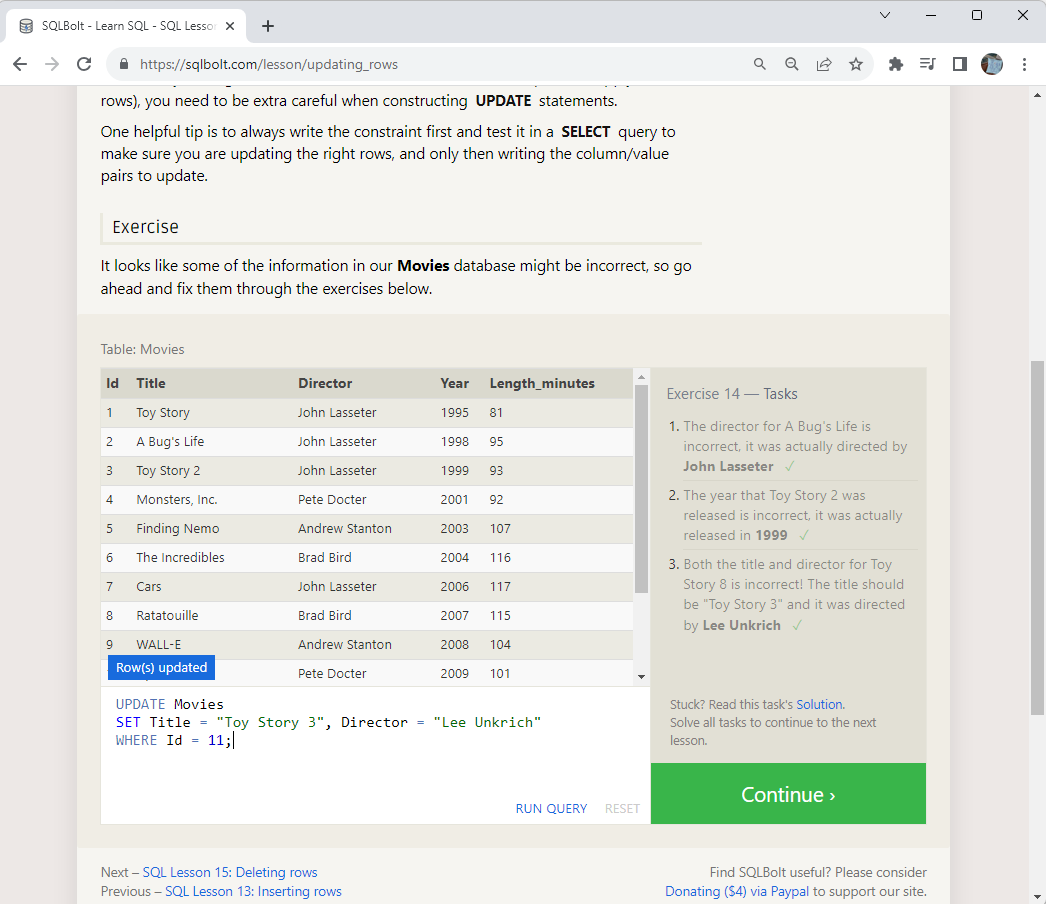 SQLBolt - Learn SQL - SQL Lesso
https://sqlbolt.com/lesson/updating_rows
rows), you need to be extra careful when constructing UPDATE statements.
One helpful tip is to always write the constraint first and test it in a SELECT query to
make sure you are updating the right rows, and only then writing the column/value
pairs to update.
Exercise
It looks like some of the information in our Movies database might be incorrect, so go
ahead and fix them through the exercises below.
Table: Movies
Id Title Director Year Length_minutes
1 Toy Story John Lasseter 1995 81
2 A Bug's Life John Lasseter 1998 95
3 Toy Story 2 John Lasseter 1999 93
4 Monsters, Inc. Pete Docter 2001 92
5 Finding Nemo Andrew Stanton 2003 107
6 The Incredibles Brad Bird 2004 116
7 Cars John Lasseter 2006 117
8 Ratatouille Brad Bird 2007 115
9 WALL-E Andrew Stanton 2008 104
Pete Docter 2009 101
Row(s) updated
UPDATE Movies
SET Title = "Toy Story 3", Director = "Lee Unkrich"
WHERE Id = 11;
RUN QUERY RESET
Exercise 14 — Tasks
1. The director for A Bug's Life is
incorrect, it was actually directed by
John Lasseter ✓
2. The year that Toy Story 2 was
released is incorrect, it was actually
released in 1999 ✓
3. Both the title and director for Toy
Story 8 is incorrect! The title should
be "Toy Story 3" and it was directed
by Lee Unkrich ✓
Stuck? Read this task's Solution.
Solve all tasks to continue to the next
lesson.
Continue ›
Next – SQL Lesson 15: Deleting rows
Previous – SQL Lesson 13: Inserting rows
Find SQLBolt useful? Please consider
Donating ($4) via Paypal to support our site.